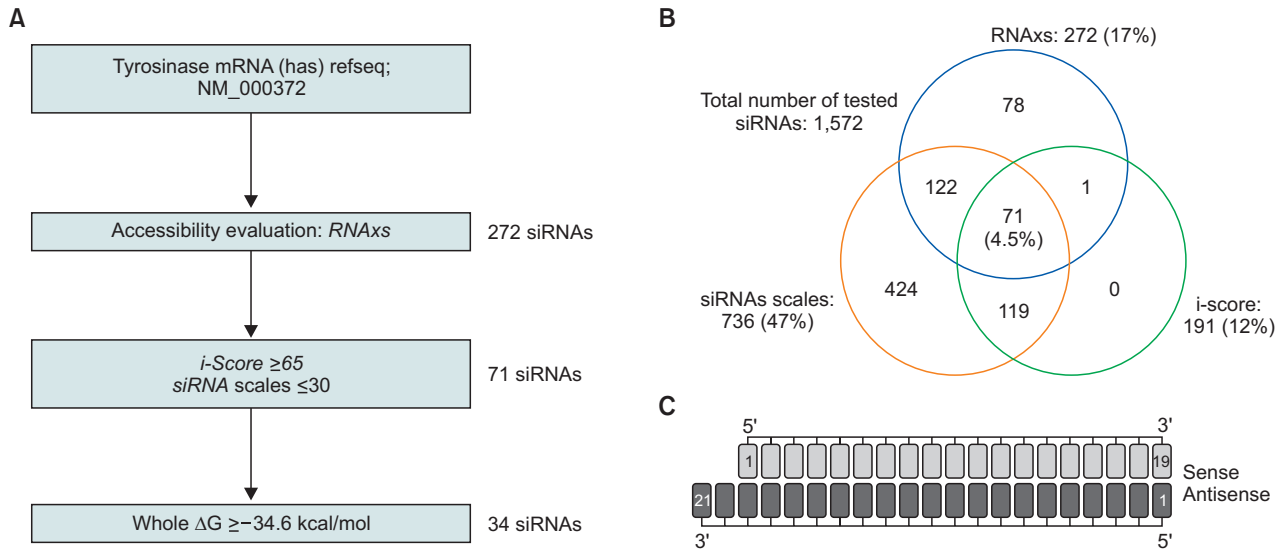 A
Tyrosinase mRNA (has) refseq;
NM_000372
Accessibility evaluation: RNAxs
272 siRNAs
i-Score ≥65
siRNA scales ≤30
71 siRNAs
Whole ΔG ≥−34.6 kcal/mol
34 siRNAs
B
RNAxs: 272 (17%)
Total number of tested
siRNAs: 1,572
78
122
1
71
(4.5%)
siRNAs scales:
736 (47%)
424
119
0
i-score:
191 (12%)
C
5'
3'
1
19
Sense
Antisense
21
1
3'
5'